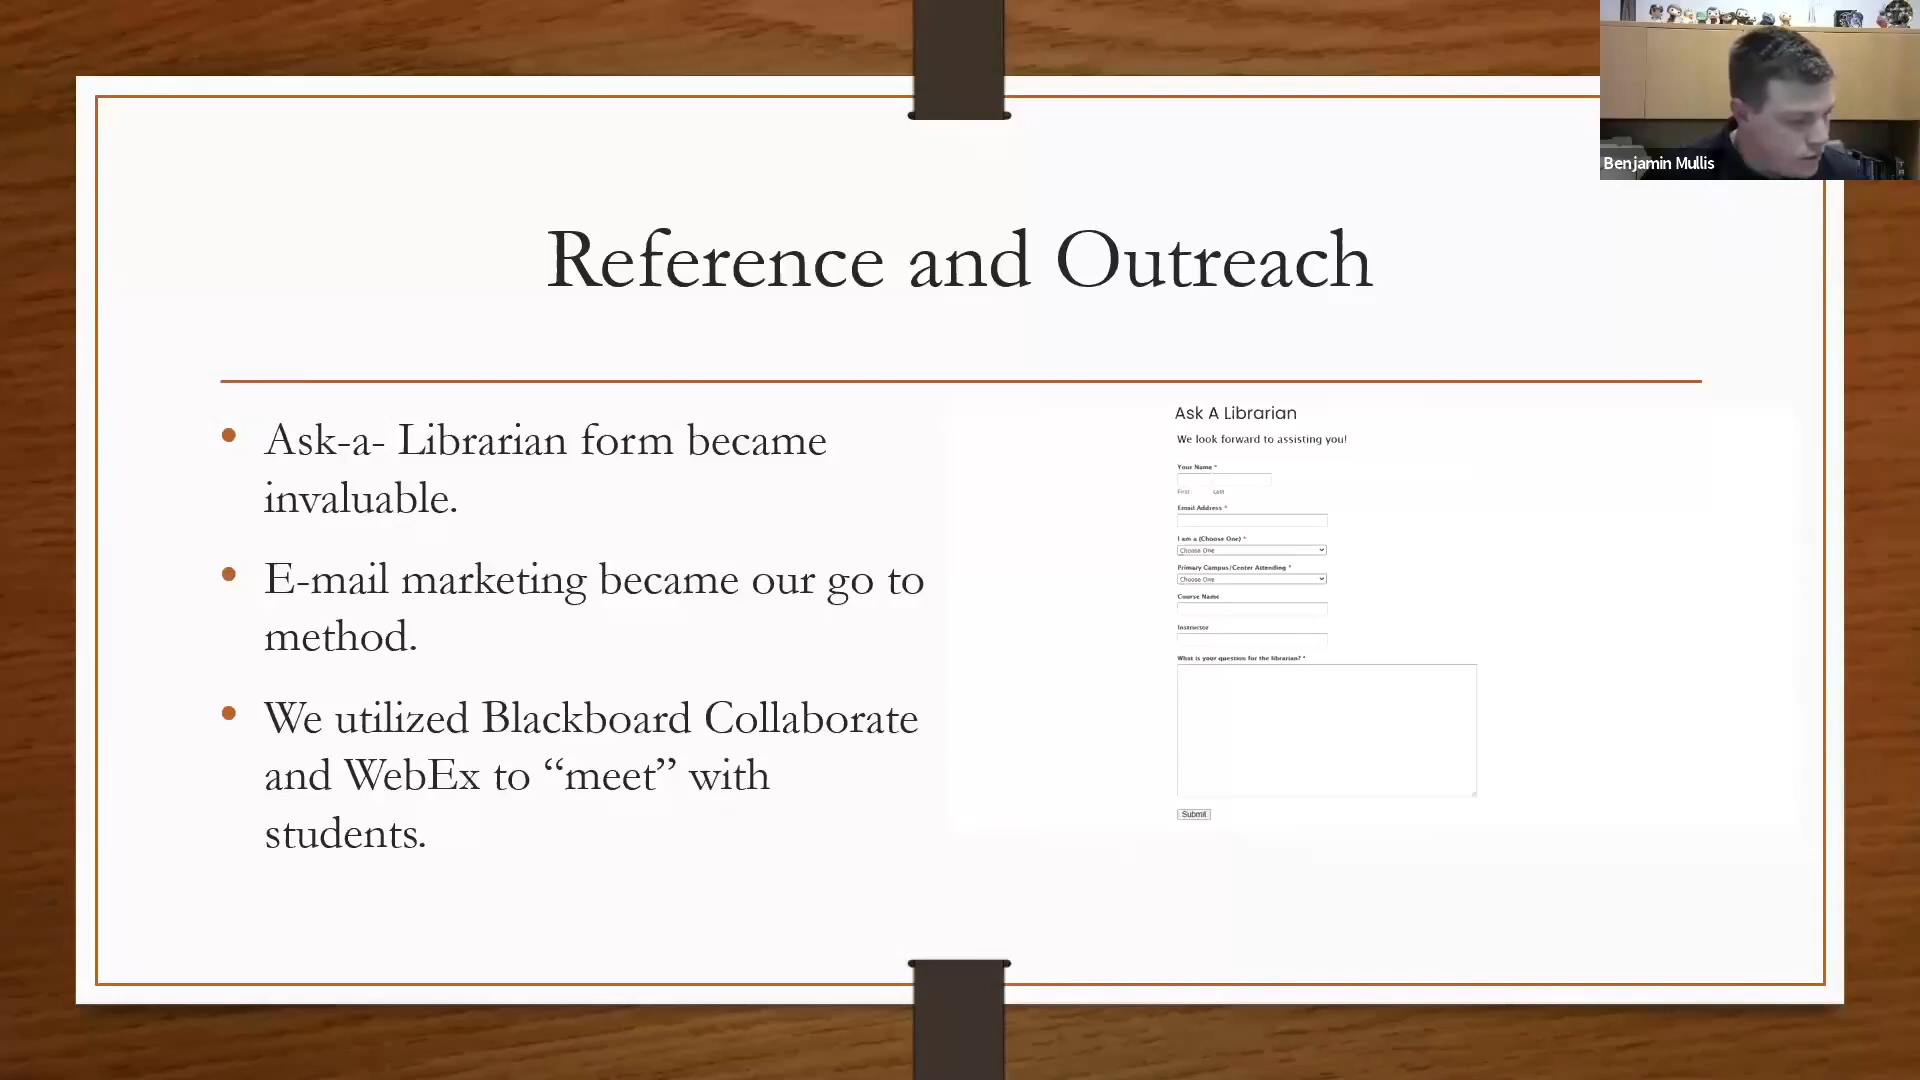 Benjamin Mullis
Reference and Outreach
• Ask-a- Librarian form became
invaluable.
• E-mail marketing became our go to
method.
• We utilized Blackboard Collaborate
and WebEx to “meet” with
students.
Ask A Librarian
We look forward to assisting you!
Your Name *
First Last
Email Address *
I am a (Choose One) *
Choose One
Primary Campus/Center Attending *
Choose One
Course Name
Instructor
What is your question for the librarian? *
Submit